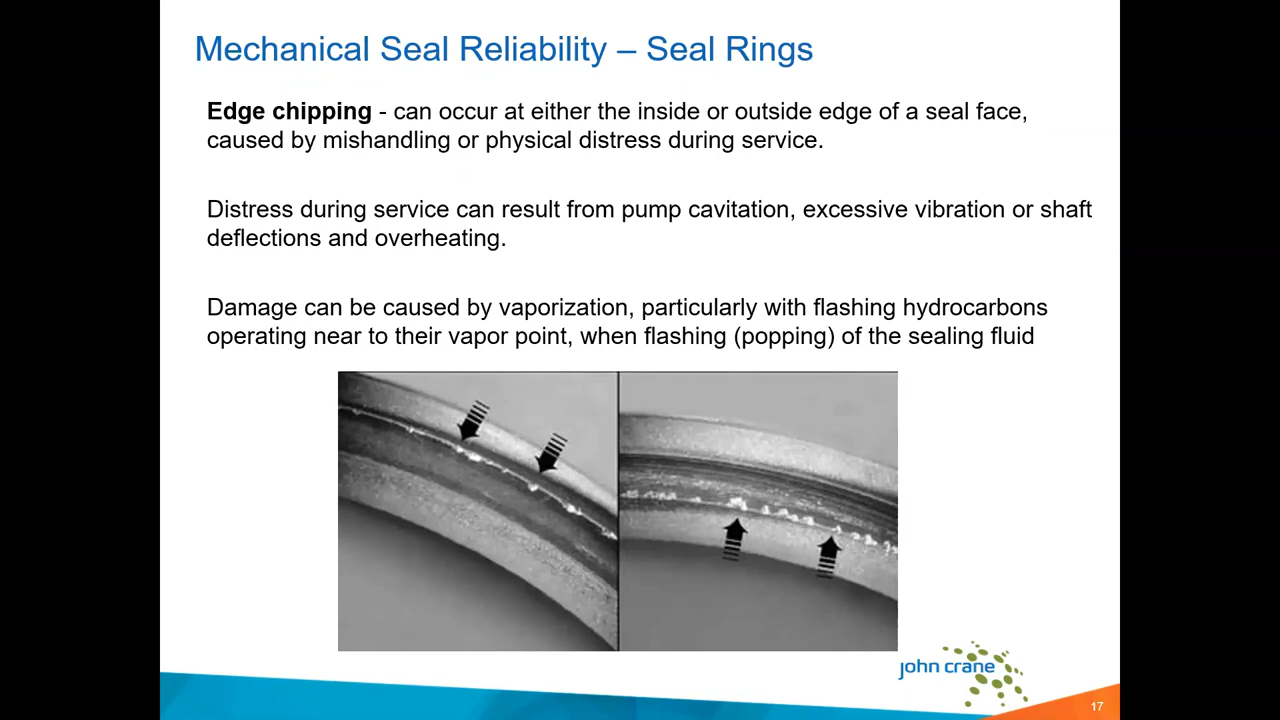 Mechanical Seal Reliability – Seal Rings
Edge chipping - can occur at either the inside or outside edge of a seal face,
caused by mishandling or physical distress during service.
Distress during service can result from pump cavitation, excessive vibration or shaft
deflections and overheating.
Damage can be caused by vaporization, particularly with flashing hydrocarbons
operating near to their vapor point, when flashing (popping) of the sealing fluid
john crane
17